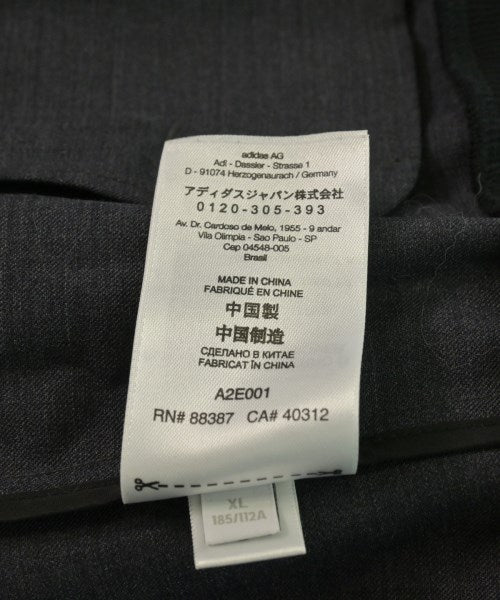 adidas AG
Adi - Dassler - Strasse 1
D - 91074 Herzogenaurach / Germany
アディダスジャパン株式会社
0120-305-393
Av. Dr. Cardoso de Melo, 1955 - 9 andar
Vila Olimpia - Sao Paulo - SP
Cep 04548-005
Brasil
MADE IN CHINA
FABRIQUÉ EN CHINE
中国製
中国制造
СДЕЛАНО В КИТАЕ
FABRICAT ÎN CHINA
A2E001
RN# 88387 CA# 40312
XL
185/112A